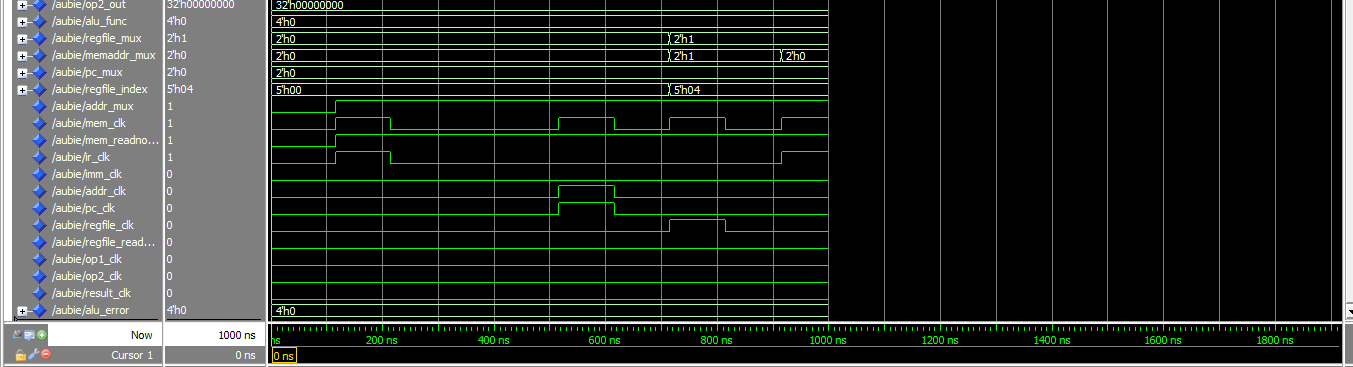 /aubie/op2_out 32'h00000000 32'h00000000
/aubie/alu_func 4'h0 4'h0
/aubie/regfile_mux 2'h1 2'h0 2'h1
/aubie/memaddr_mux 2'h0 2'h0 2'h1 2'h0
/aubie/pc_mux 2'h0 2'h0
/aubie/regfile_index 5'h04 5'h00 5'h04
/aubie/addr_mux 1
/aubie/mem_clk 1
/aubie/mem_readno... 1
/aubie/ir_clk 1
/aubie/imm_clk 0
/aubie/addr_clk 0
/aubie/pc_clk 0
/aubie/regfile_clk 0
/aubie/regfile_read... 0
/aubie/op1_clk 0
/aubie/op2_clk 0
/aubie/result_clk 0
/aubie/alu_error 4'h0 4'h0
Now 1000 ns ns 200 ns 400 ns 600 ns 800 ns 1000 ns 1200 ns 1400 ns 1600 ns 1800 ns
Cursor 1 0 ns 0 ns